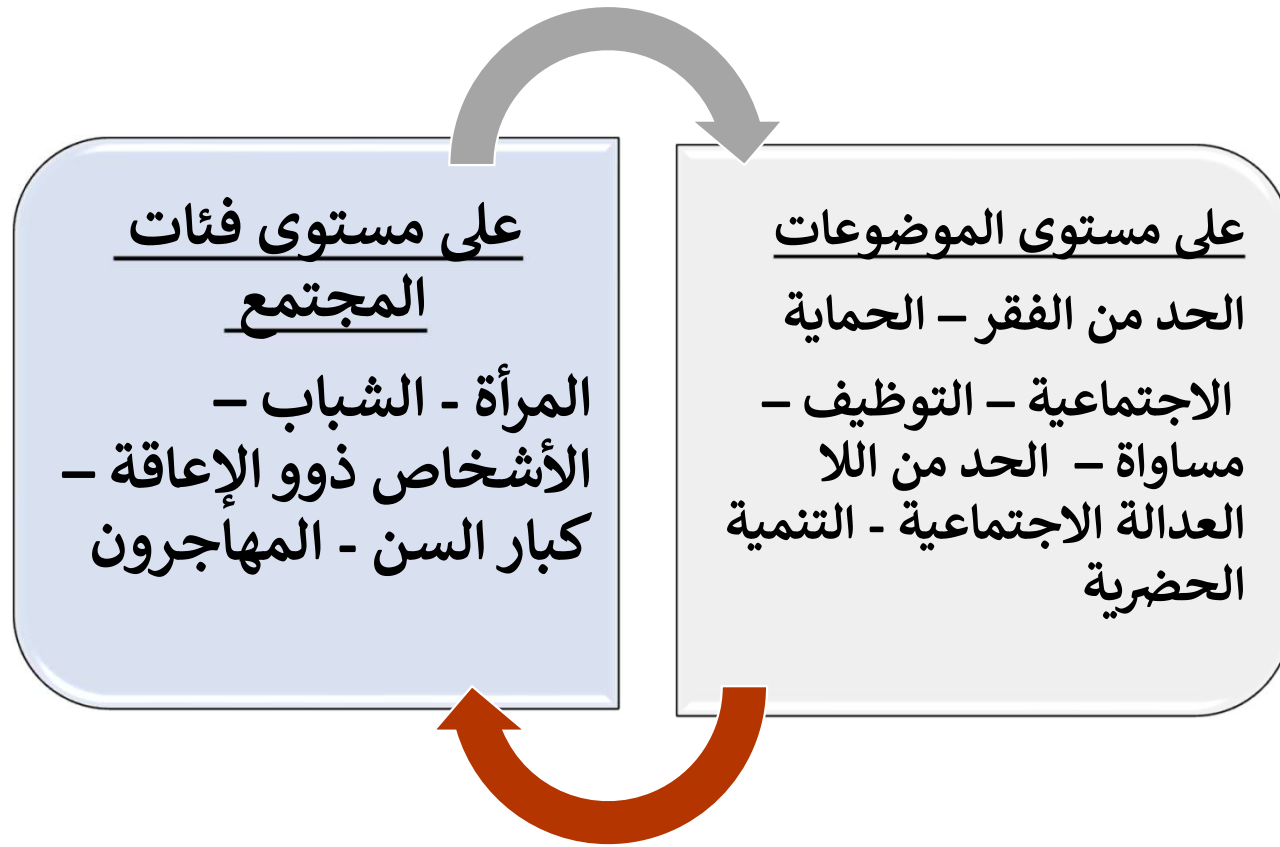 على مستوى الموضوعات
الحد من الفقر – الحماية
الاجتماعية – التوظيف –
مساواة – الحد من اللا
العدالة الاجتماعية - التنمية
الحضرية
على مستوى فئات
المجتمع
المرأة - الشباب –
الأشخاص ذوو الإعاقة –
كبار السن - المهاجرون